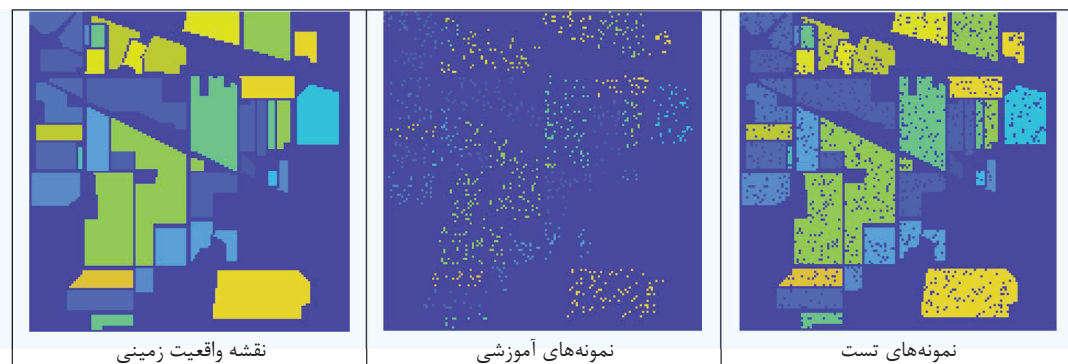 نمونه‌های تست
نمونه‌های آموزشی
نقشه واقعیت زمینی